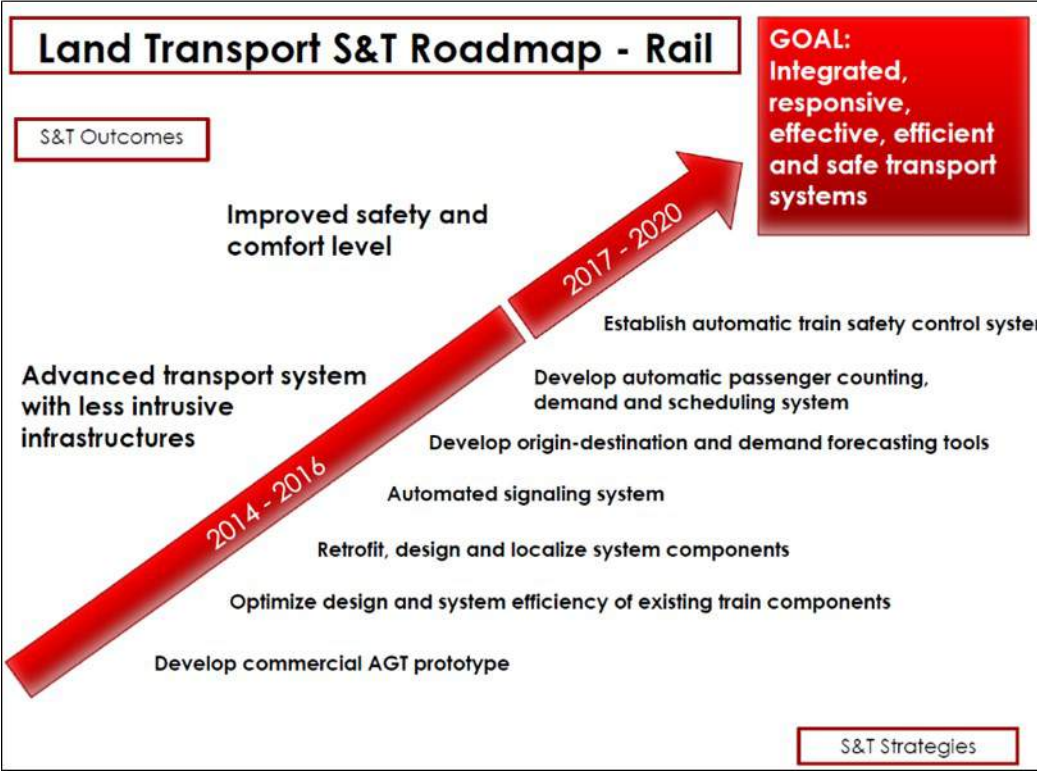 Land Transport S&T Roadmap - Rail
GOAL:
Integrated,
responsive,
effective, efficient
and safe transport
systems
S&T Outcomes
Improved safety and
comfort level
2017 - 2020
Establish automatic train safety control system
Advanced transport system
with less intrusive
infrastructures
Develop automatic passenger counting,
demand and scheduling system
Develop origin-destination and demand forecasting tools
2014 - 2016
Automated signaling system
Retrofit, design and localize system components
Optimize design and system efficiency of existing train components
Develop commercial AGT prototype
S&T Strategies